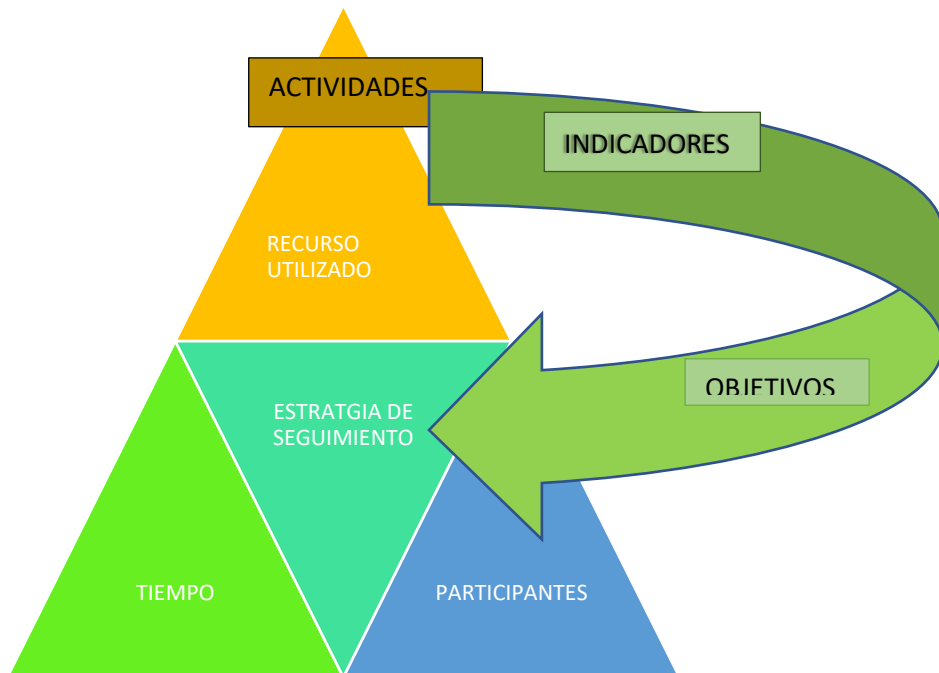 ACTIVIDADES
INDICADORES
RECURSO
UTILIZADO
OBJETIVOS
ESTRATGIA DE
SEGUIMIENTO
TIEMPO
PARTICIPANTES